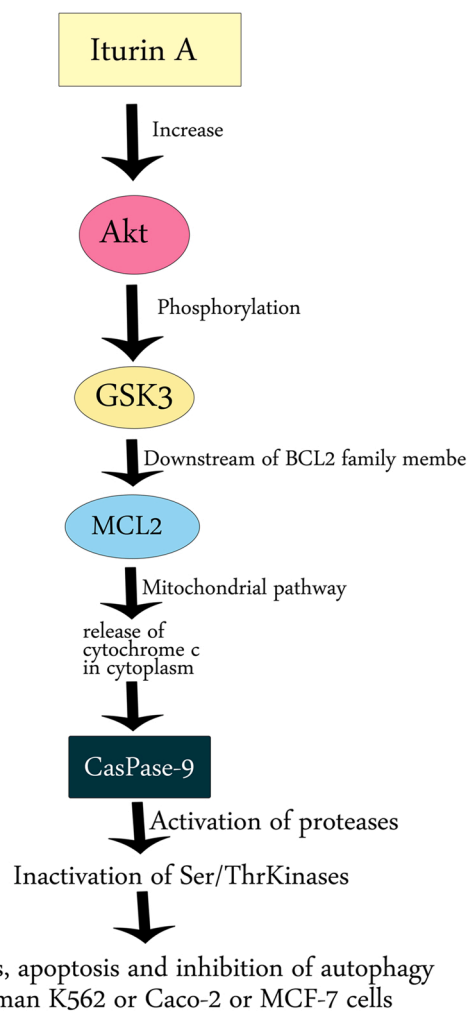 Iturin A
Increase
Akt
Phosphorylation
GSK3
Downstream of BCL2 family membe
MCL2
Mitochondrial pathway
release of
cytochrome c
in cytoplasm
CasPase-9
Activation of proteases
Inactivation of Ser/ThrKinases
s, apoptosis and inhibition of autophagy
man K562 or Caco-2 or MCF-7 cells